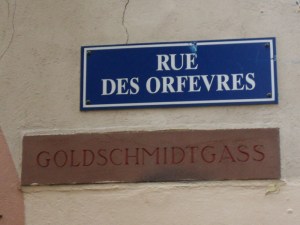 RUE
DES ORFEVRES
GOLDSCHMIDTGASS